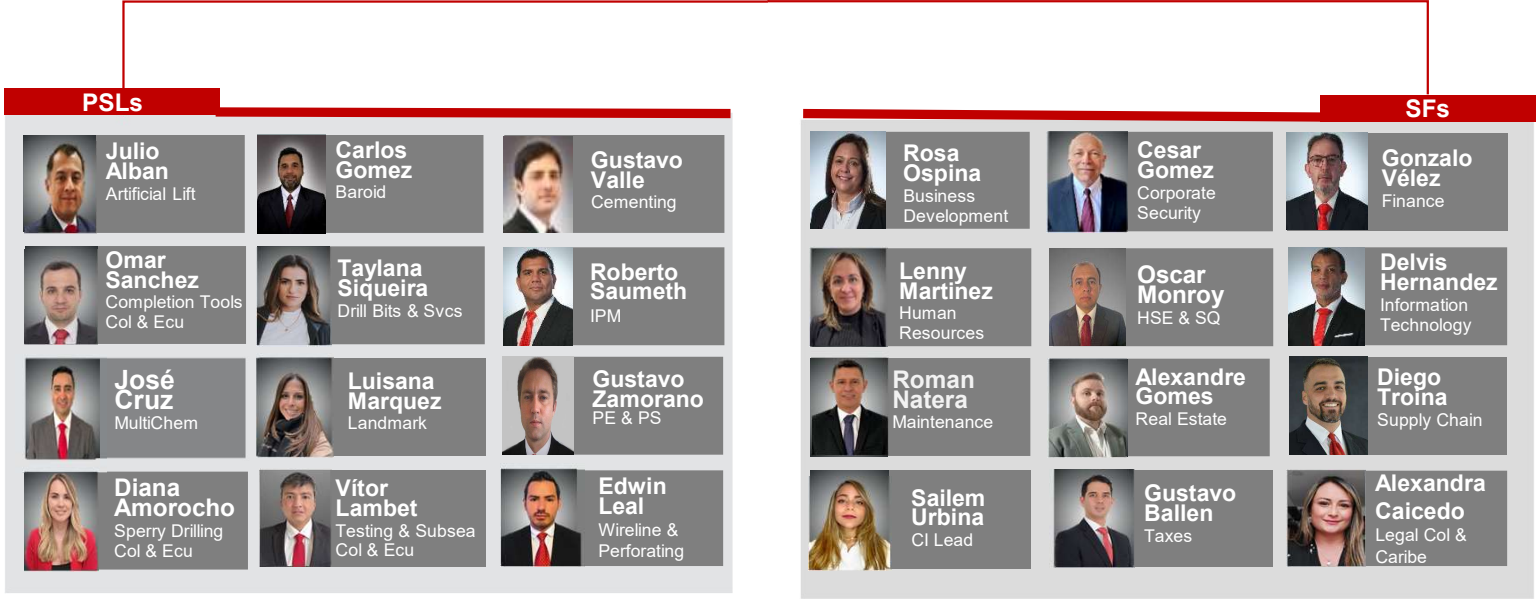 PSLs
Julio
Alban
Artificial Lift
Carlos
Gomez
Baroid
Gustavo
Valle
Cementing
Omar
Sanchez
Completion Tools
Col & Ecu
Taylana
Siqueira
Drill Bits & Svcs
Roberto
Saumeth
IPM
José
Cruz
MultiChem
Luisana
Marquez
Landmark
Gustavo
Zamorano
PE & PS
Diana
Amorocho
Sperry Drilling
Col & Ecu
Vítor
Lambet
Testing & Subsea
Col & Ecu
Edwin
Leal
Wireline &
Perforating
SFs
Rosa
Ospina
Business
Development
Cesar
Gomez
Corporate
Security
Gonzalo
Vélez
Finance
Lenny
Martinez
Human
Resources
Oscar
Monroy
HSE & SQ
Delvis
Hernandez
Information
Technology
Roman
Natera
Maintenance
Alexandre
Gomes
Real Estate
Diego
Troina
Supply Chain
Sailem
Urbina
CI Lead
Gustavo
Ballen
Taxes
Alexandra
Caicedo
Legal Col &
Caribe